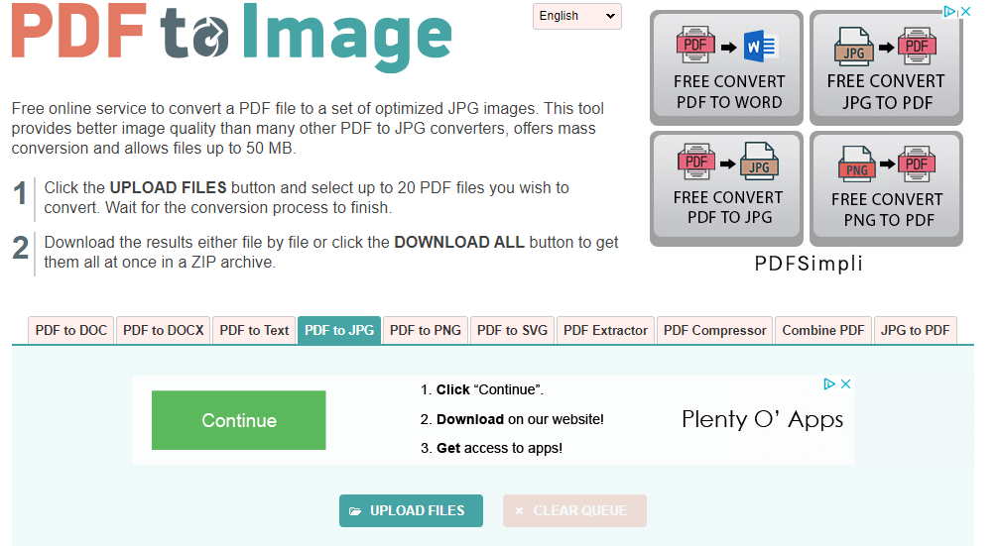 PDF to Image
English
Free online service to convert a PDF file to a set of optimized JPG images. This tool
provides better image quality than many other PDF to JPG converters, offers mass
conversion and allows files up to 50 MB.
1 Click the UPLOAD FILES button and select up to 20 PDF files you wish to
convert. Wait for the conversion process to finish.
2 Download the results either file by file or click the DOWNLOAD ALL button to get
them all at once in a ZIP archive.
PDF W
FREE CONVERT
PDF TO WORD
JPG PDF
FREE CONVERT
JPG TO PDF
PDF JPG
FREE CONVERT
PDF TO JPG
PNG PDF
FREE CONVERT
PNG TO PDF
PDFSimpli
PDF to DOC PDF to DOCX PDF to Text PDF to JPG PDF to PNG PDF to SVG PDF Extractor PDF Compressor Combine PDF JPG to PDF
Continue
1. Click “Continue”.
2. Download on our website!
3. Get access to apps!
Plenty O’ Apps
UPLOAD FILES CLEAR QUEUE